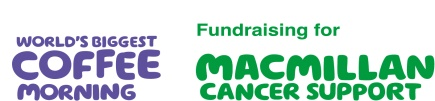 WORLD'S BIGGEST
COFFEE
MORNING
Fundraising for
MACMILLAN
CANCER SUPPORT